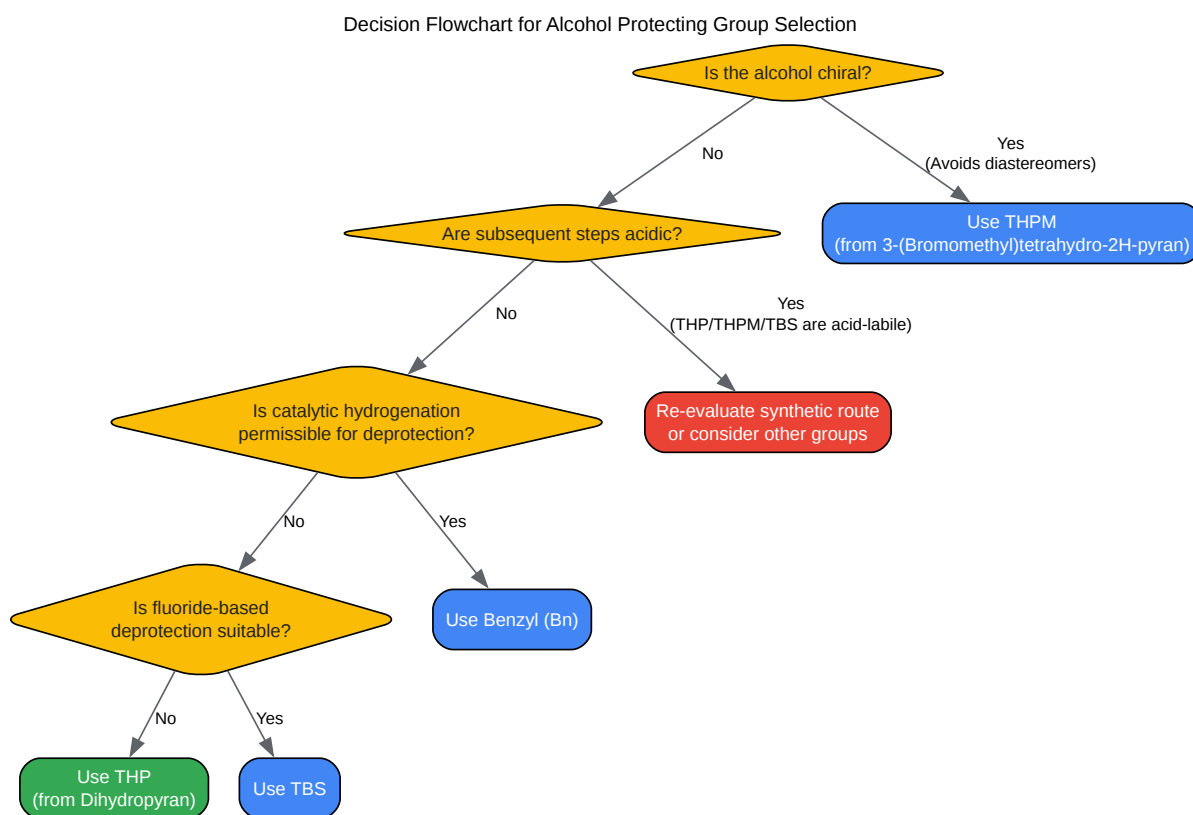 Decision Flowchart for Alcohol Protecting Group Selection
Is the alcohol chiral?
No
Yes
(Avoids diastereomers)
Are subsequent steps acidic?
Use THPM
(from 3-(Bromomethyl)tetrahydro-2H-pyran)
No
Yes
(THP/THPM/TBS are acid-labile)
Is catalytic hydrogenation
permissible for deprotection?
Re-evaluate synthetic route
or consider other groups
No
Yes
Is fluoride-based
deprotection suitable?
Use Benzyl (Bn)
No
Yes
Use THP
(from Dihydropyran)
Use TBS